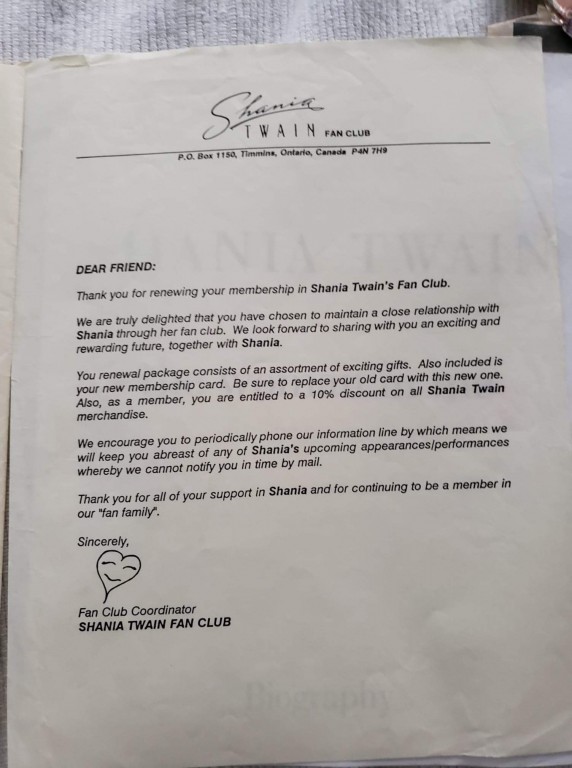 Shania
TWAIN FAN CLUB
P.O. Box 1150, Timmins, Ontario, Canada P4N 7H9
SHANIA TWAIN
DEAR FRIEND:
Thank you for renewing your membership in Shania Twain's Fan Club.
We are truly delighted that you have chosen to maintain a close relationship with
Shania through her fan club. We look forward to sharing with you an exciting and
rewarding future, together with Shania.
You renewal package consists of an assortment of exciting gifts. Also included is
your new membership card. Be sure to replace your old card with this new one.
Also, as a member, you are entitled to a 10% discount on all Shania Twain
merchandise.
We encourage you to periodically phone our information line by which means we
will keep you abreast of any of Shania's upcoming appearances/performances
whereby we cannot notify you in time by mail.
Thank you for all of your support in Shania and for continuing to be a member in
our "fan family".
Sincerely,
Fan Club Coordinator
SHANIA TWAIN FAN CLUB
Biography